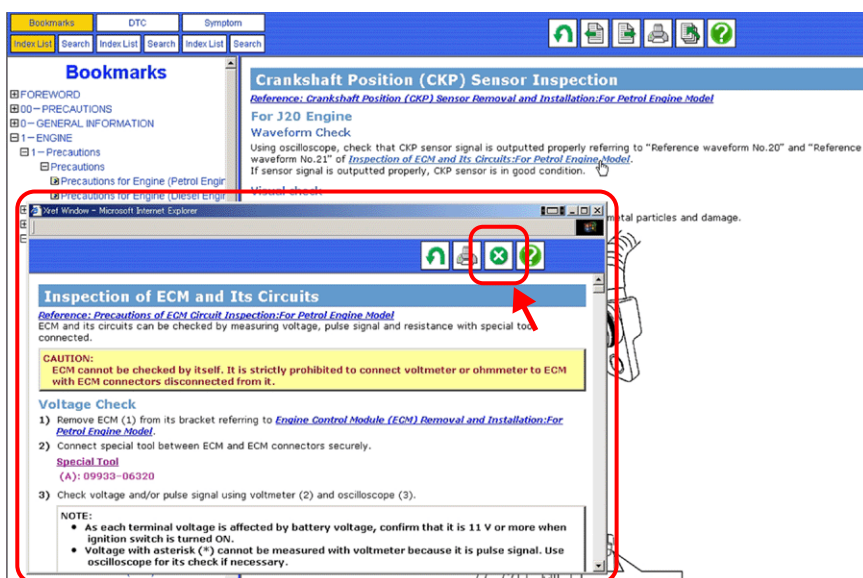 Bookmarks DTC Symptom
Index List Search Index List Search Index List Search
Bookmarks
FOREWORD
00-PRECAUTIONS
0-GENERAL INFORMATION
1-ENGINE
1-Precautions
Precautions
Precautions for Engine (Petrol Engin
Precautions for Engine (Diesel Engin
Crankshaft Position (CKP) Sensor Inspection
Reference: Crankshaft Position (CKP) Sensor Removal and Installation:For Petrol Engine Model
For J20 Engine
Waveform Check
Using oscilloscope, check that CKP sensor signal is outputted properly referring to "Reference waveform No.20" and "Reference
waveform No.21" of Inspection of ECM and Its Circuits:For Petrol Engine Model.
If sensor signal is outputted properly, CKP sensor is in good condition.
Visual check
metal particles and damage.
Xref Window - Microsoft Internet Explorer
Inspection of ECM and Its Circuits
Reference: Precautions of ECM Circuit Inspection:For Petrol Engine Model
ECM and its circuits can be checked by measuring voltage, pulse signal and resistance with special too
connected.
CAUTION:
ECM cannot be checked by itself. It is strictly prohibited to connect voltmeter or ohmmeter to ECM
with ECM connectors disconnected from it.
Voltage Check
1) Remove ECM (1) from its bracket referring to Engine Control Module (ECM) Removal and Installation:For
Petrol Engine Model.
2) Connect special tool between ECM and ECM connectors securely.
Special Tool
(A): 09933-06320
3) Check voltage and/or pulse signal using voltmeter (2) and oscilloscope (3).
NOTE:
• As each terminal voltage is affected by battery voltage, confirm that it is 11 V or more when
ignition switch is turned ON.
• Voltage with asterisk (*) cannot be measured with voltmeter because it is pulse signal. Use
oscilloscope for its check if necessary.